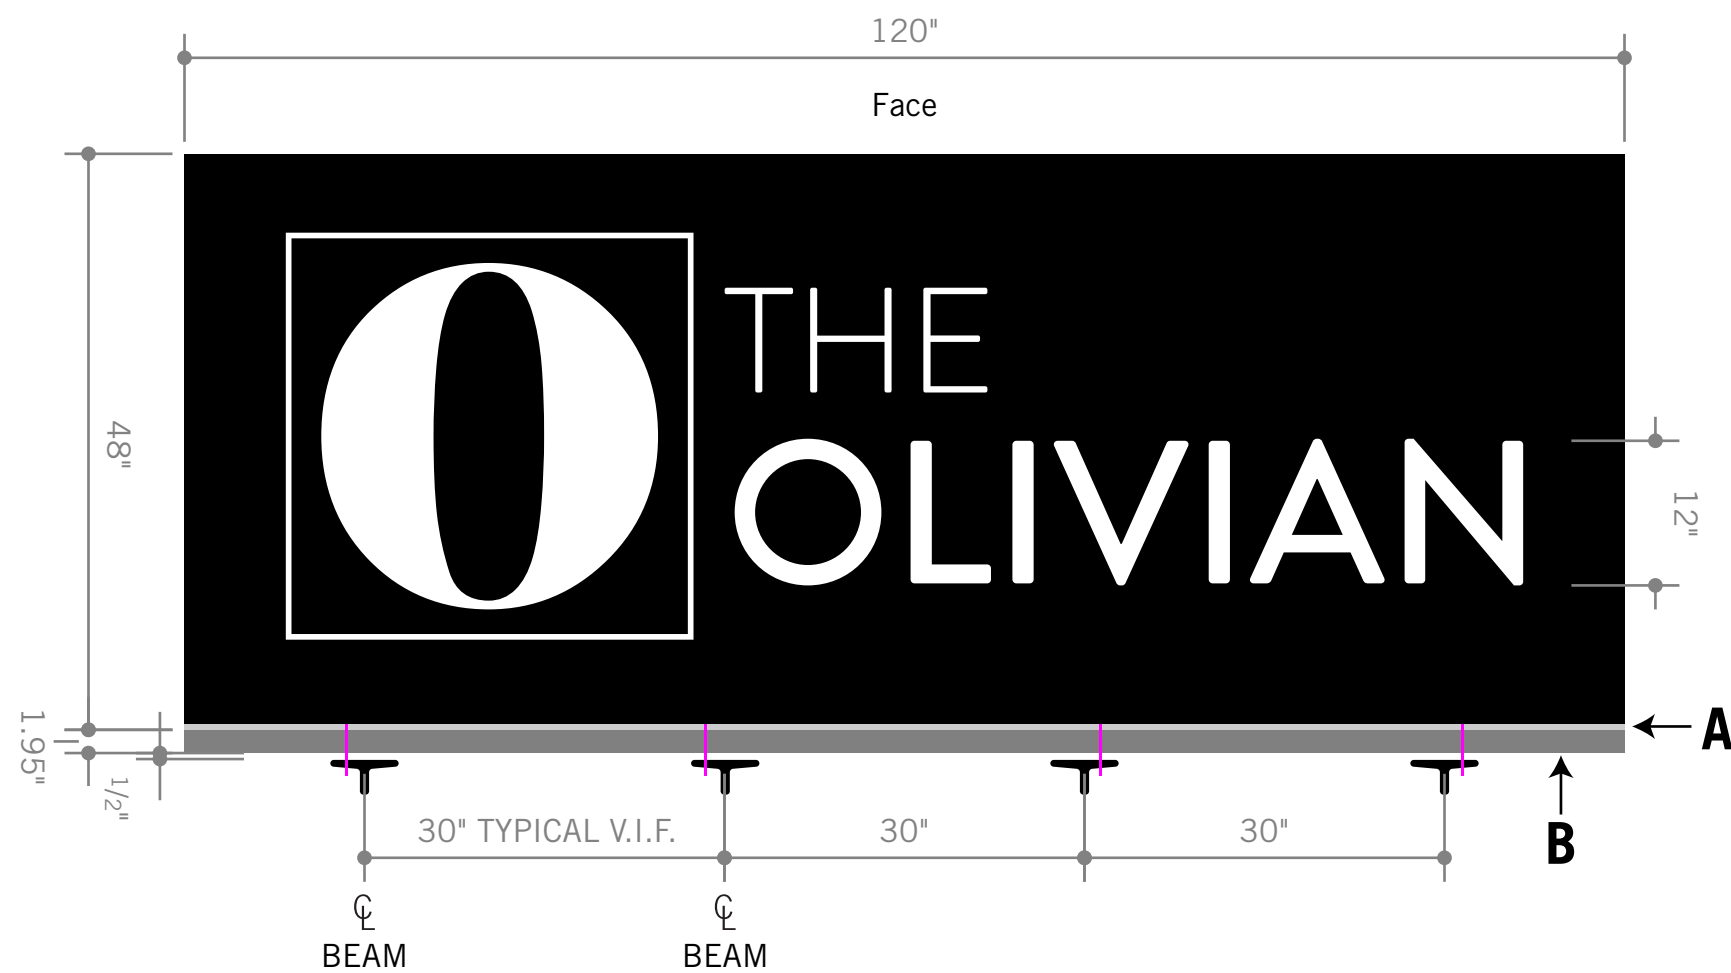 120"
Face
48"
O
THE
OLIVIAN
12"
A
1.95"
1/2"
30" TYPICAL V.I.F.
30"
30"
B
℄
BEAM
℄
BEAM